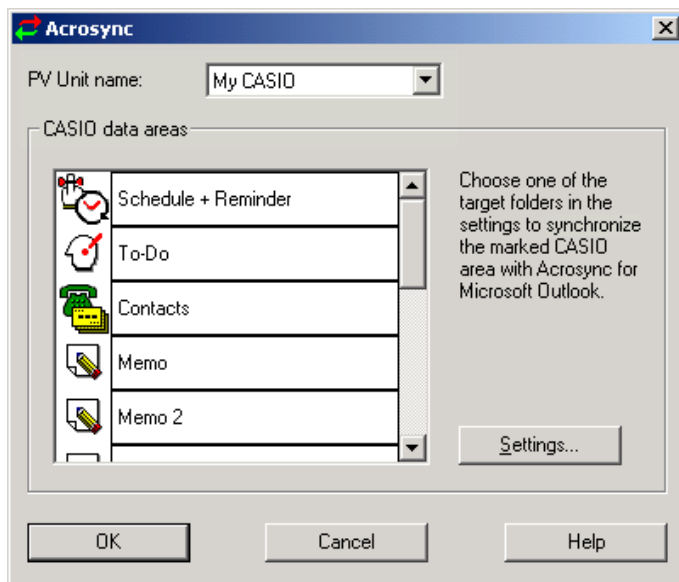 Acrosync
PV Unit name:
My CASIO
CASIO data areas
Schedule + Reminder
To-Do
Contacts
Memo
Memo 2
Choose one of the
target folders in the
settings to synchronize
the marked CASIO
area with Acrosync for
Microsoft Outlook.
Settings...
OK
Cancel
Help